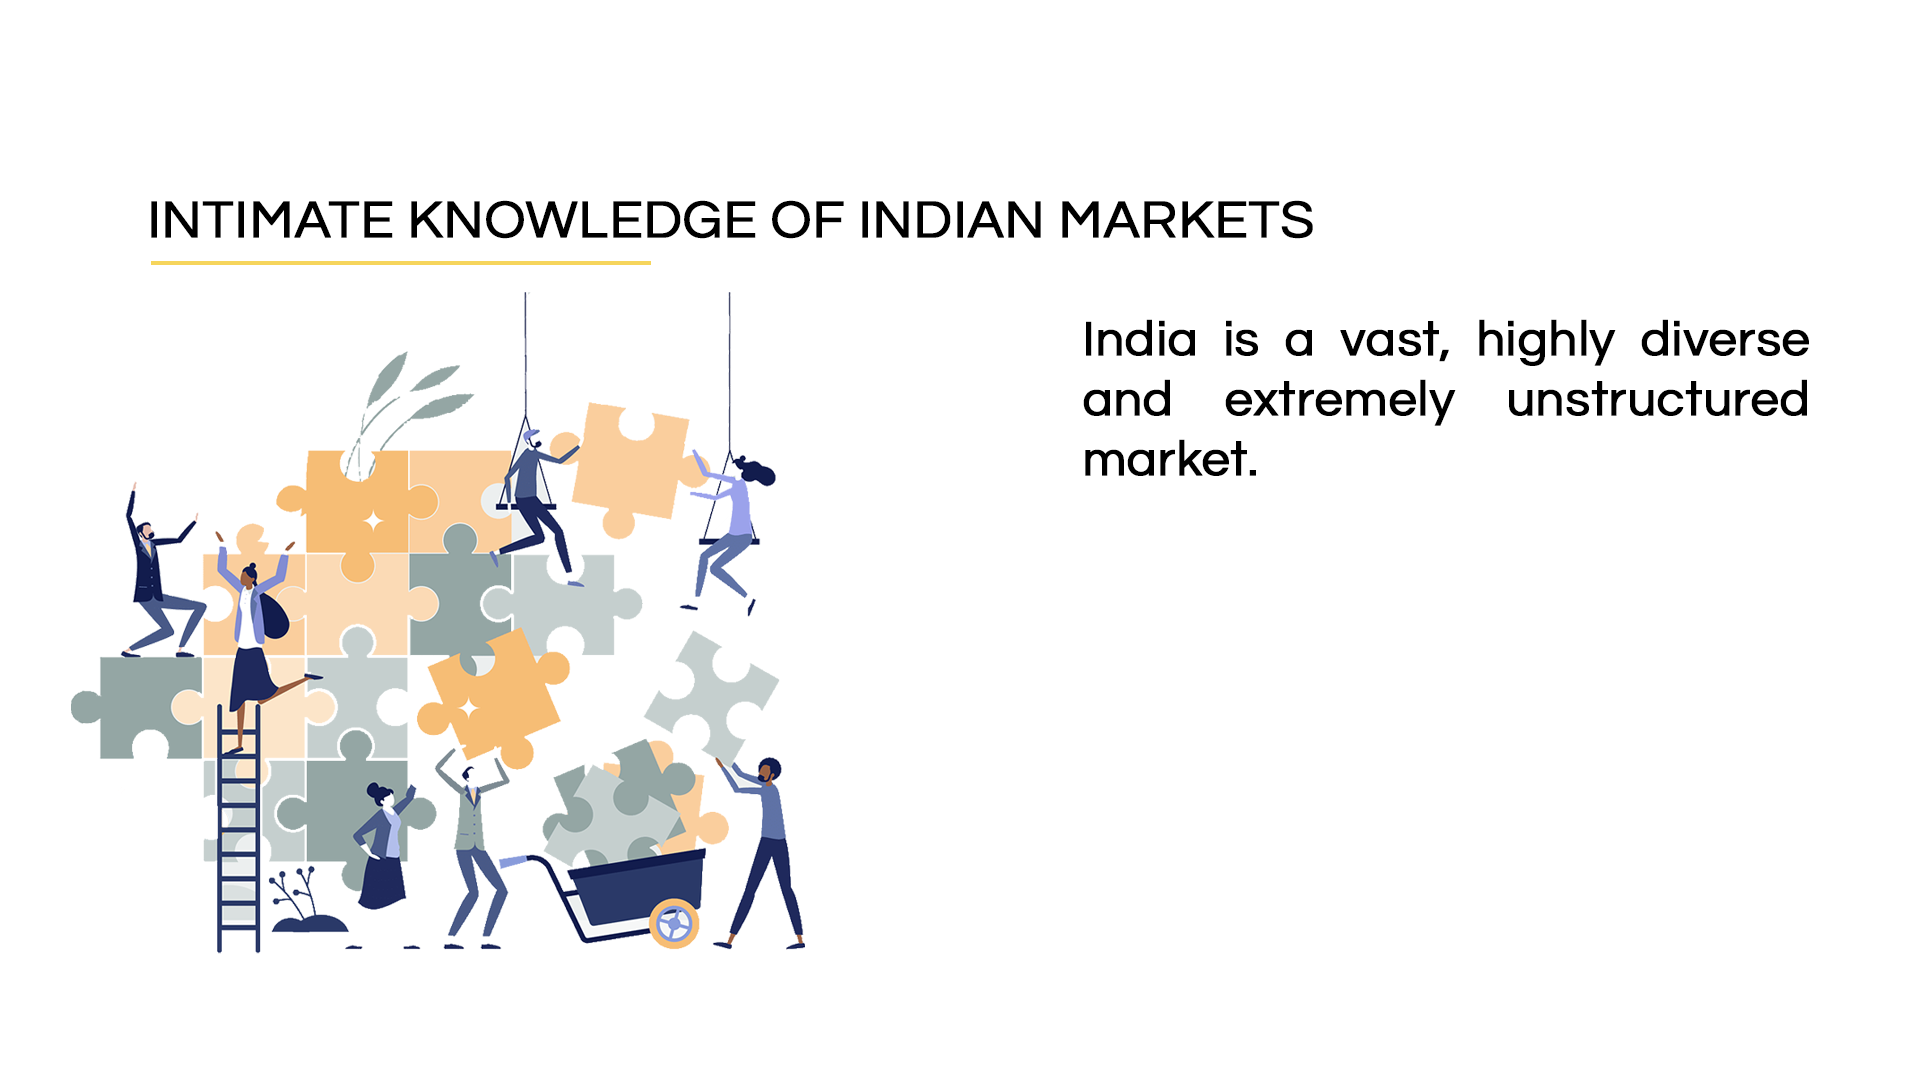 INTIMATE KNOWLEDGE OF INDIAN MARKETS
India is a vast, highly diverse
and extremely unstructured
market.